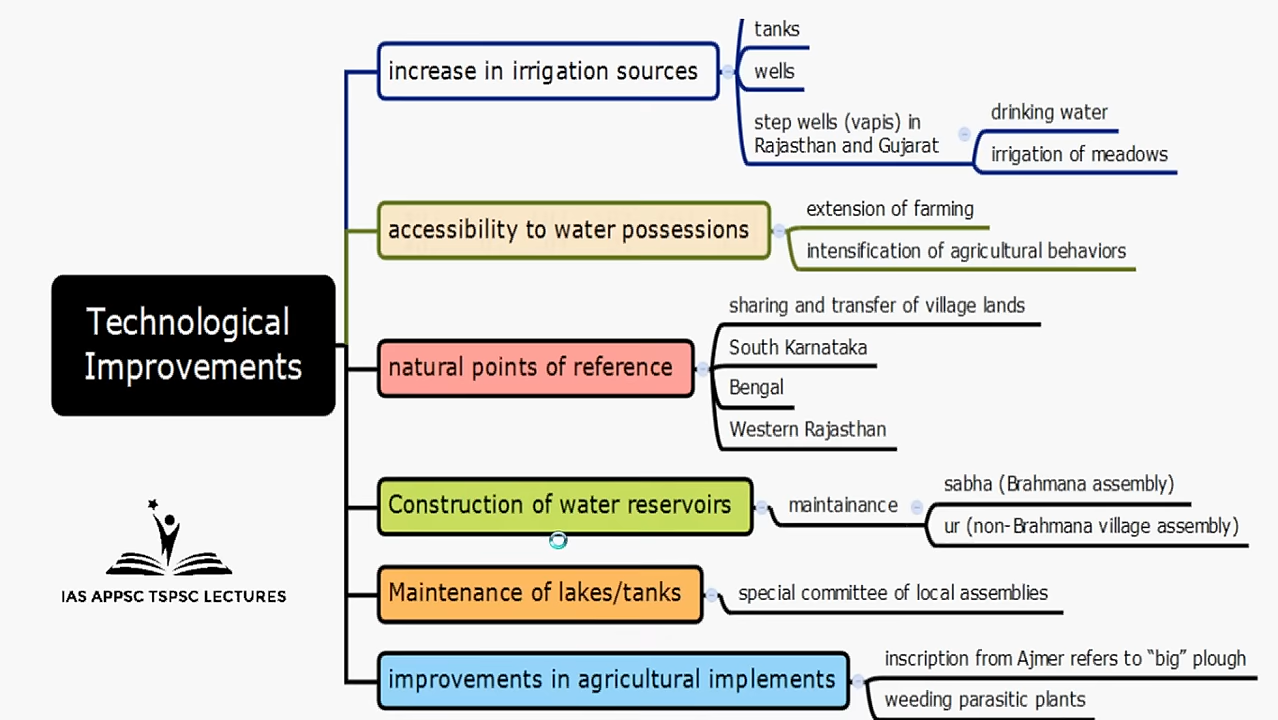 tanks
increase in irrigation sources
wells
step wells (vapis) in
Rajasthan and Gujarat
drinking water
irrigation of meadows
accessibility to water possessions
extension of farming
intensification of agricultural behaviors
Technological
Improvements
natural points of reference
sharing and transfer of village lands
South Karnataka
Bengal
Western Rajasthan
Construction of water reservoirs
maintainance
sabha (Brahmana assembly)
ur (non-Brahmana village assembly)
Maintenance of lakes/tanks
special committee of local assemblies
improvements in agricultural implements
inscription from Ajmer refers to “big” plough
weeding parasitic plants
IAS APPSC TSPSC LECTURES